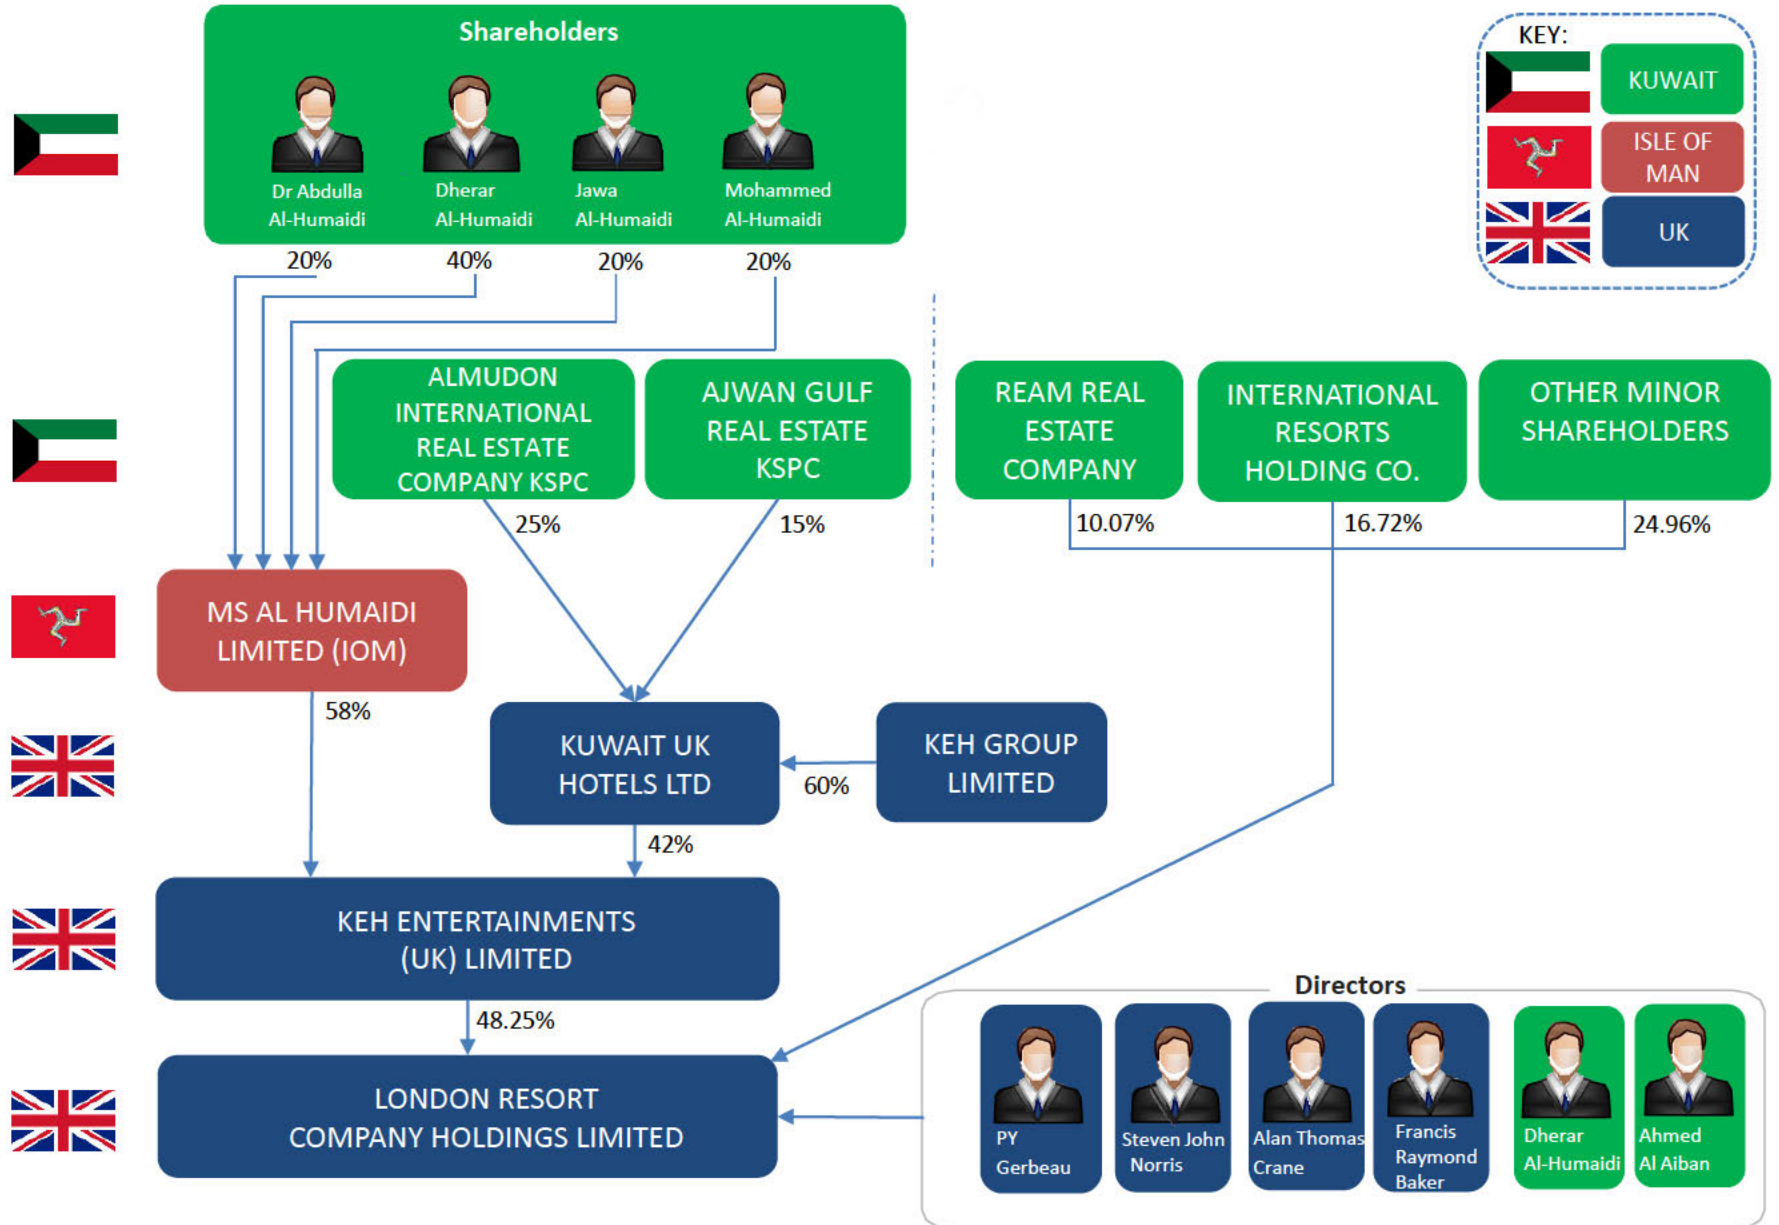 Shareholders
Dr Abdulla
Al-Humaidi
Dherar
Al-Humaidi
Jawa
Al-Humaidi
Mohammed
Al-Humaidi
20%
40%
20%
20%
KEY:
KUWAIT
ISLE OF
MAN
UK
ALMUDON
INTERNATIONAL
REAL ESTATE
COMPANY KSPC
AJWAN GULF
REAL ESTATE
KSPC
REAM REAL
ESTATE
COMPANY
INTERNATIONAL
RESORTS
HOLDING CO.
OTHER MINOR
SHAREHOLDERS
25%
15%
10.07%
16.72%
24.96%
MS AL HUMAIDI
LIMITED (IOM)
58%
KUWAIT UK
HOTELS LTD
60%
KEH GROUP
LIMITED
42%
KEH ENTERTAINMENTS
(UK) LIMITED
48.25%
LONDON RESORT
COMPANY HOLDINGS LIMITED
Directors
PY
Gerbeau
Steven John
Norris
Alan Thomas
Crane
Francis
Raymond
Baker
Dherar
Al-Humaidi
Ahmed
Al Aiban